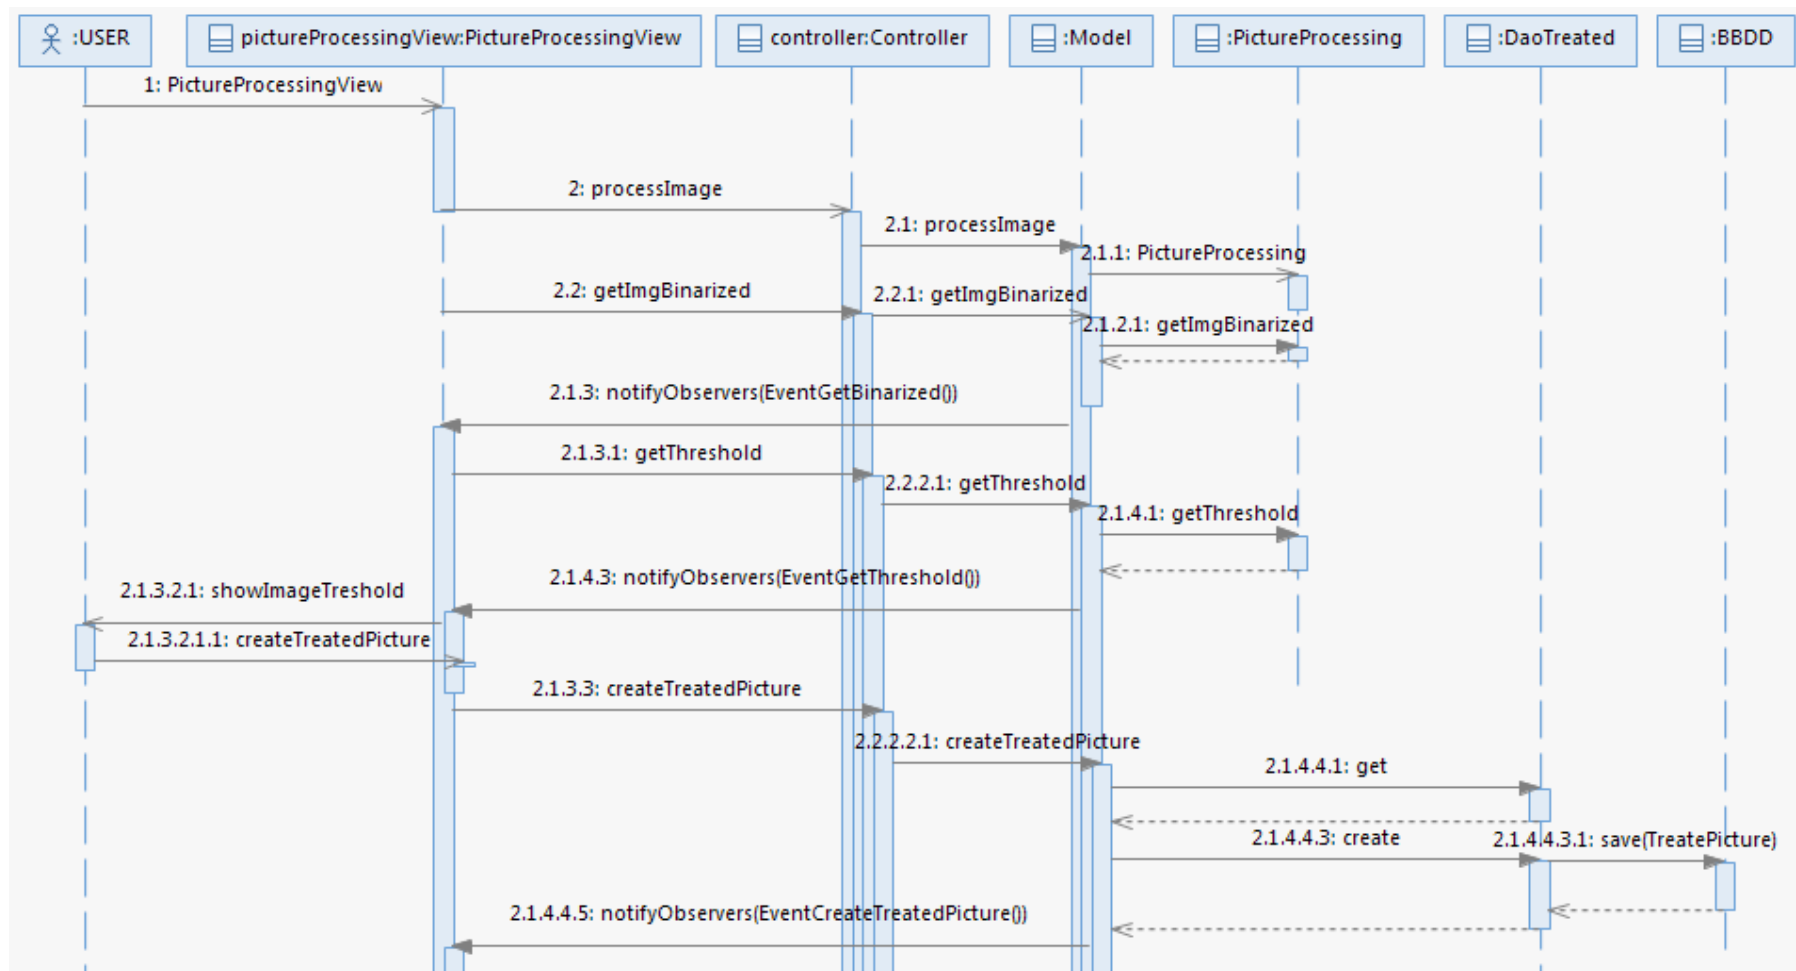 :USER
pictureProcessingView:PictureProcessingView
controller:Controller
:Model
:PictureProcessing
:DaoTreated
:BBDD
1: PictureProcessingView
2: processImage
2.1: processImage
2.1.1: PictureProcessing
2.2: getImgBinarized
2.2.1: getImgBinarized
2.1.2.1: getImgBinarized
2.1.3: notifyObservers(EventGetBinarized())
2.1.3.1: getThreshold
2.2.2.1: getThreshold
2.1.4.1: getThreshold
2.1.4.3: notifyObservers(EventGetThreshold())
2.1.3.2.1: showImageTreshold
2.1.3.2.1.1: createTreatedPicture
2.1.3.3: createTreatedPicture
2.2.2.2.1: createTreatedPicture
2.1.4.4.1: get
2.1.4.4.3: create
2.1.4.4.3.1: save(TreatePicture)
2.1.4.4.5: notifyObservers(EventCreateTreatedPicture())